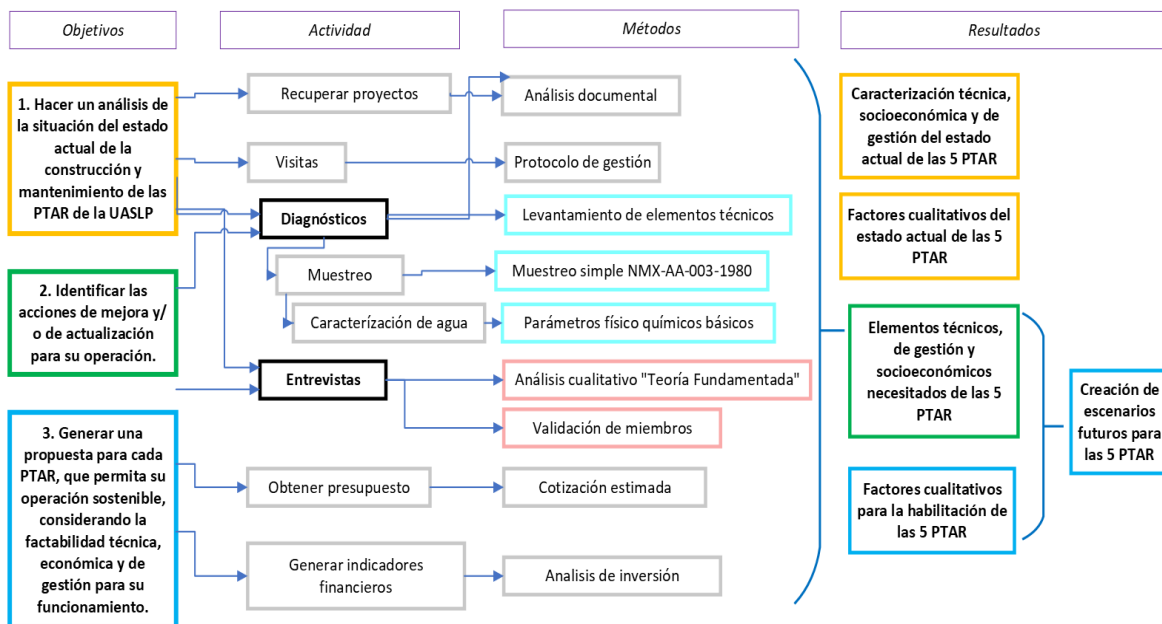 Objetivos
Actividad
Métodos
Resultados
1. Hacer un análisis de
la situación del estado
actual de la
construcción y
mantenimiento de las
PTAR de la UASLP
2. Identificar las
acciones de mejora y/
o de actualización
para su operación.
3. Generar una
propuesta para cada
PTAR, que permita su
operación sostenible,
considerando la
factabilidad técnica,
económica y de
gestión para su
funcionamiento.
Recuperar proyectos
Visitas
Diagnósticos
Muestreo
Caracterízación de agua
Entrevistas
Obtener presupuesto
Generar indicadores
financieros
Análisis documental
Protocolo de gestión
Levantamiento de elementos técnicos
Muestreo simple NMX-AA-003-1980
Parámetros físico químicos básicos
Análisis cualitativo "Teoría Fundamentada"
Validación de miembros
Cotización estimada
Analisis de inversión
Caracterización técnica,
socioeconómica y de
gestión del estado
actual de las 5 PTAR
Factores cualitativos del
estado actual de las 5
PTAR
Elementos técnicos,
de gestión y
socioeconómicos
necesitados de las 5
PTAR
Factores cualitativos
para la habilitación de
las 5 PTAR
Creación de
escenarios
futuros para
las 5 PTAR